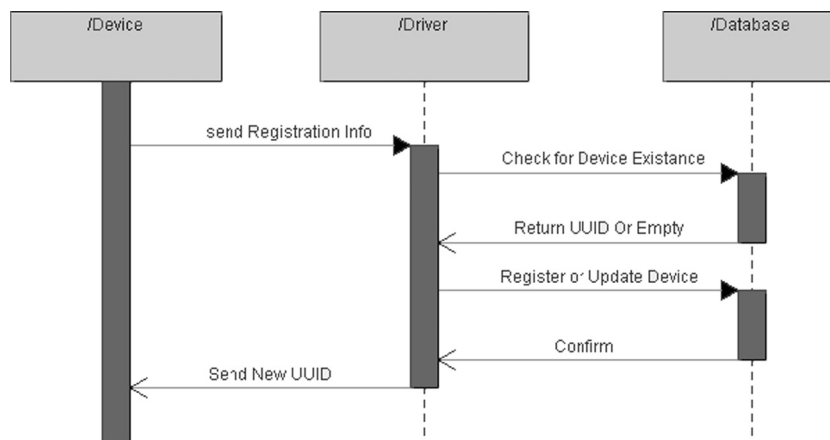 /Device
/Driver
/Database
send Registration Info
Check for Device Existance
Return UUID Or Empty
Register or Update Device
Confirm
Send New UUID